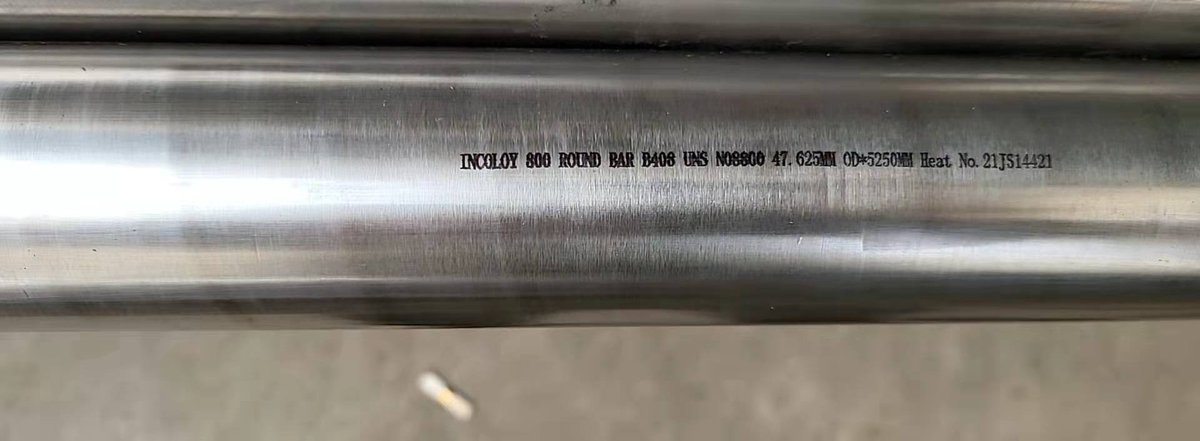 INCOLOY 800 ROUND BAR B408 UNS N08800 47.625MM OD*5250MM Heat No. 21JS14421